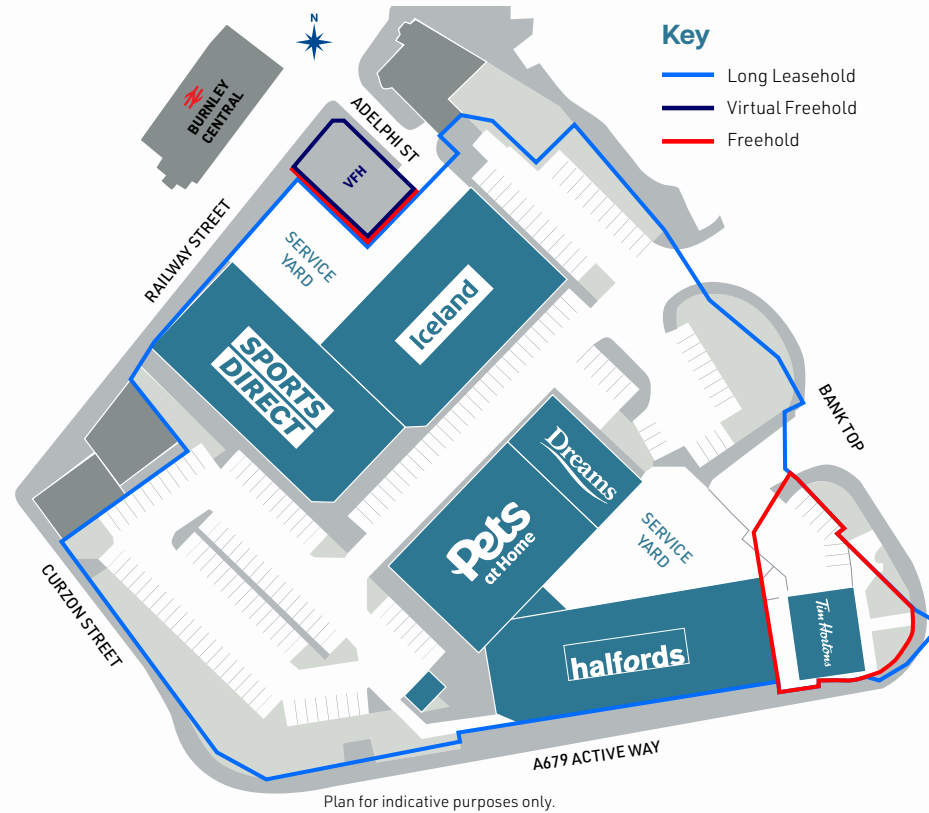 N
Key
Long Leasehold
Virtual Freehold
Freehold
BURNLEY
CENTRAL
ADELPHI ST
VFH
RAILWAY STREET
SERVICE
YARD
Iceland
SPORTS
DIRECT
BANK TOP
Dreams
Pets
at Home
SERVICE
YARD
CURZON STREET
Tim Hortons
halfords
A679 ACTIVE WAY
Plan for indicative purposes only.